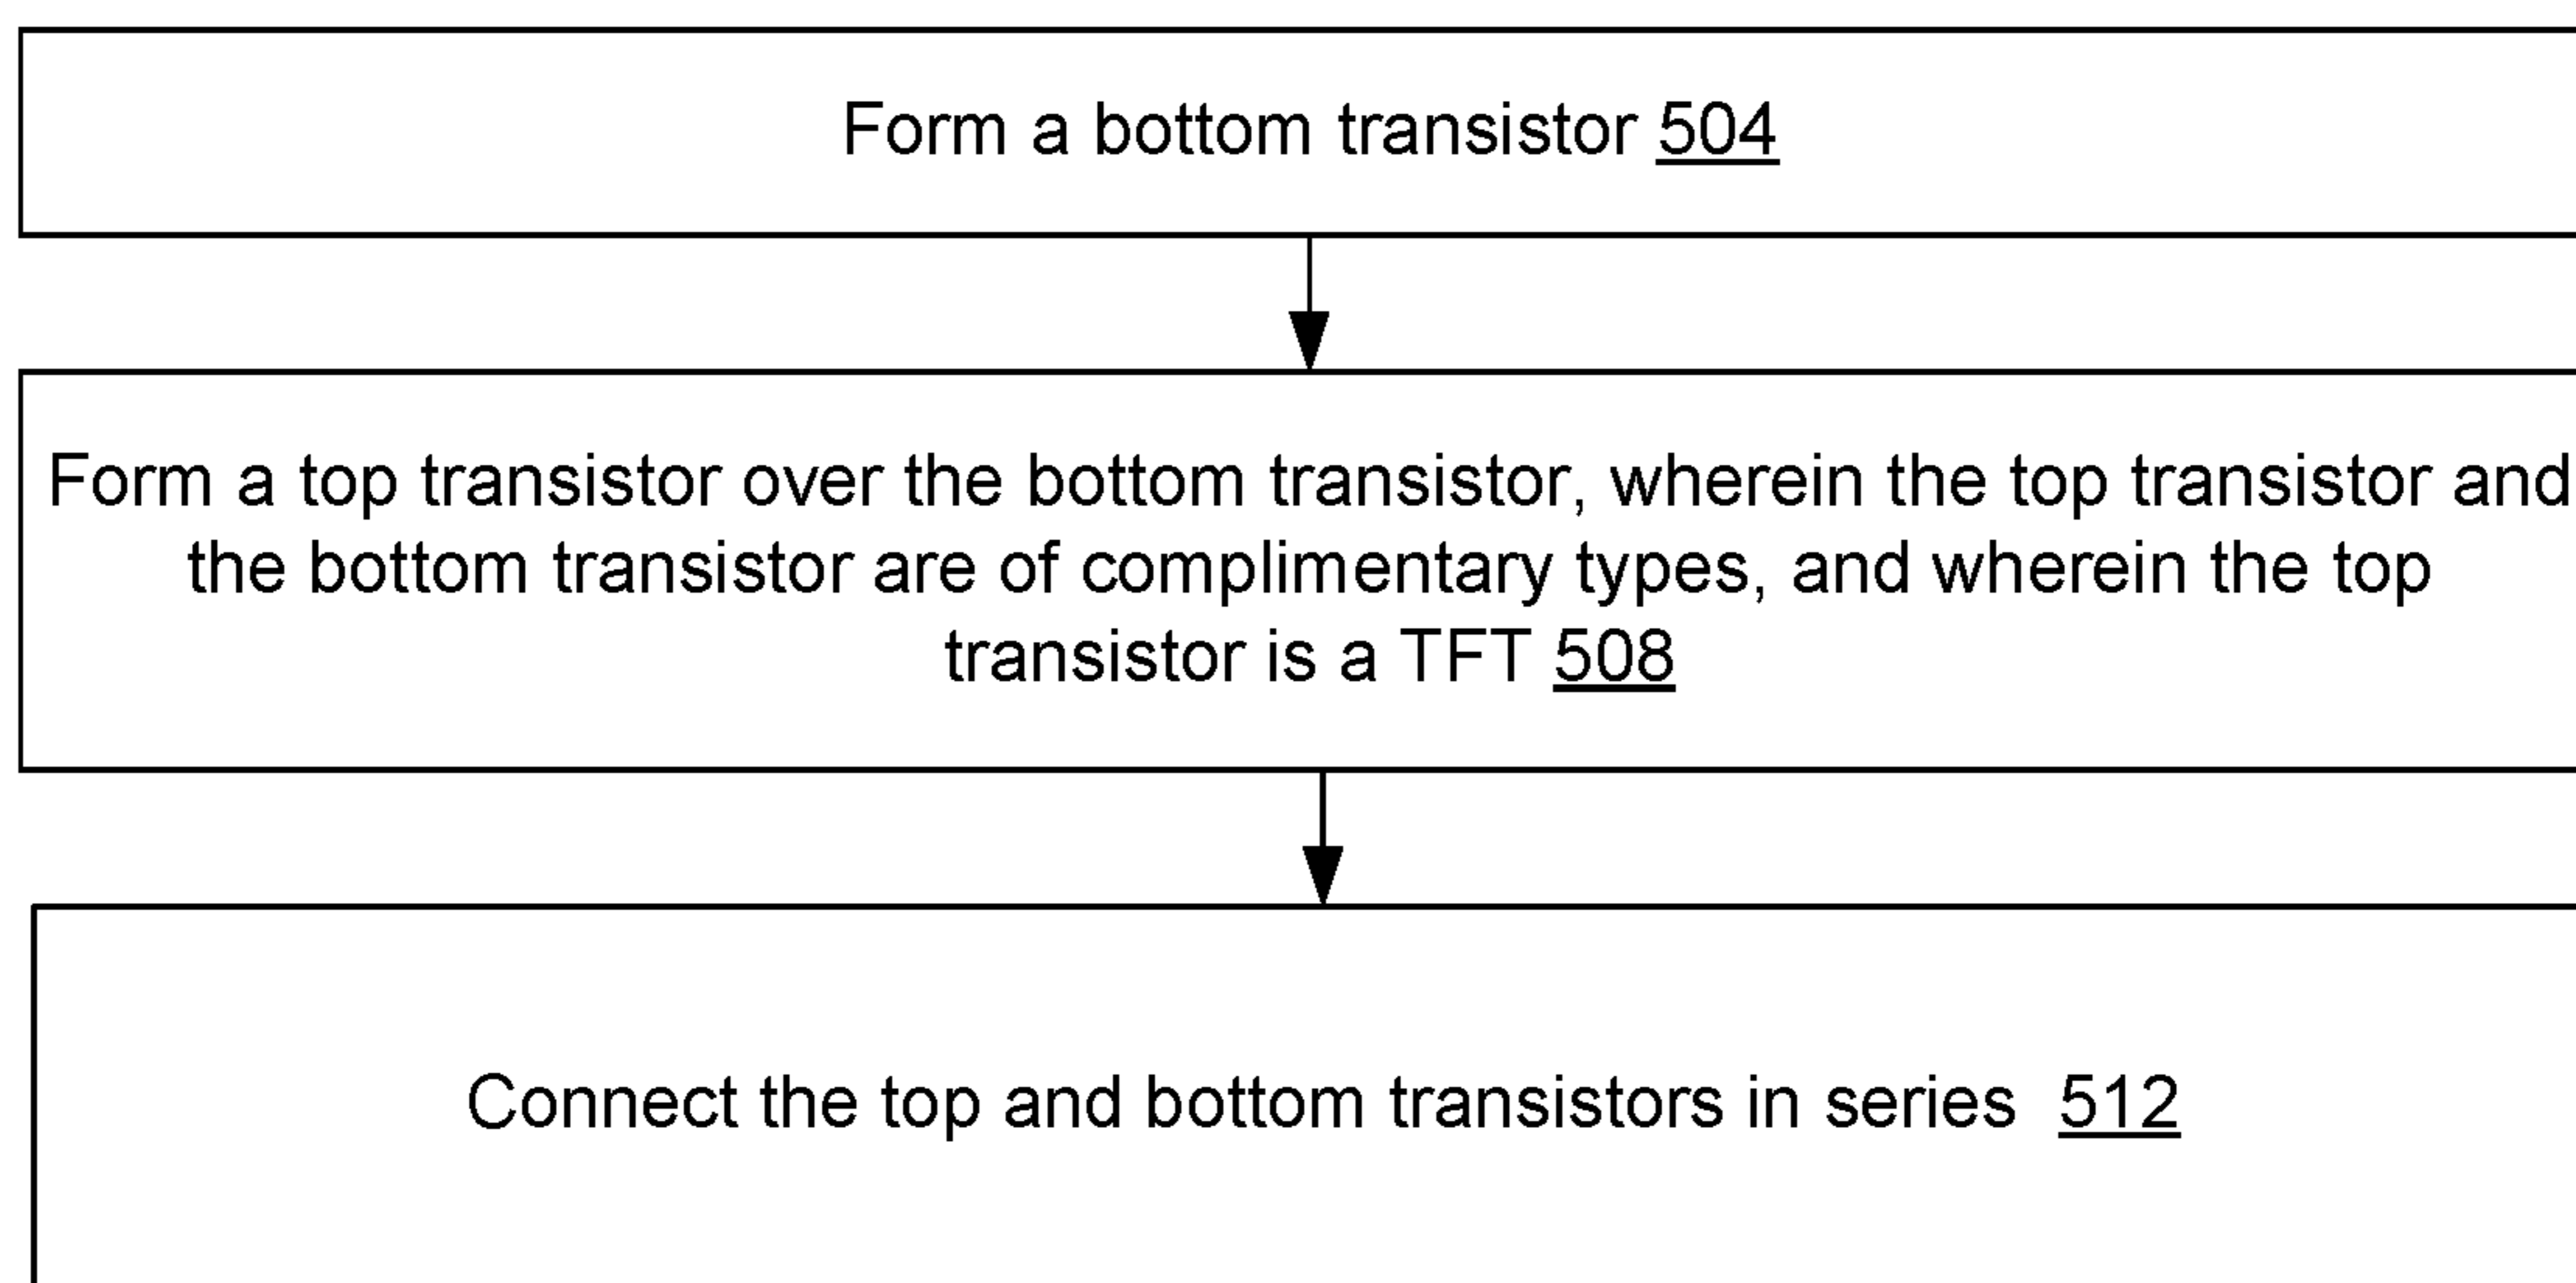 Form a bottom transistor 504
Form a top transistor over the bottom transistor, wherein the top transistor and
the bottom transistor are of complimentary types, and wherein the top
transistor is a TFT 508
Connect the top and bottom transistors in series 512